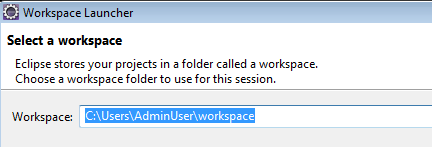 Workspace Launcher
Select a workspace
Eclipse stores your projects in a folder called a workspace.
Choose a workspace folder to use for this session.
Workspace: C:\Users\AdminUser\workspace